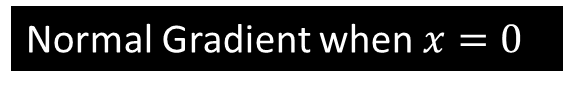 Normal Gradient when x = 0